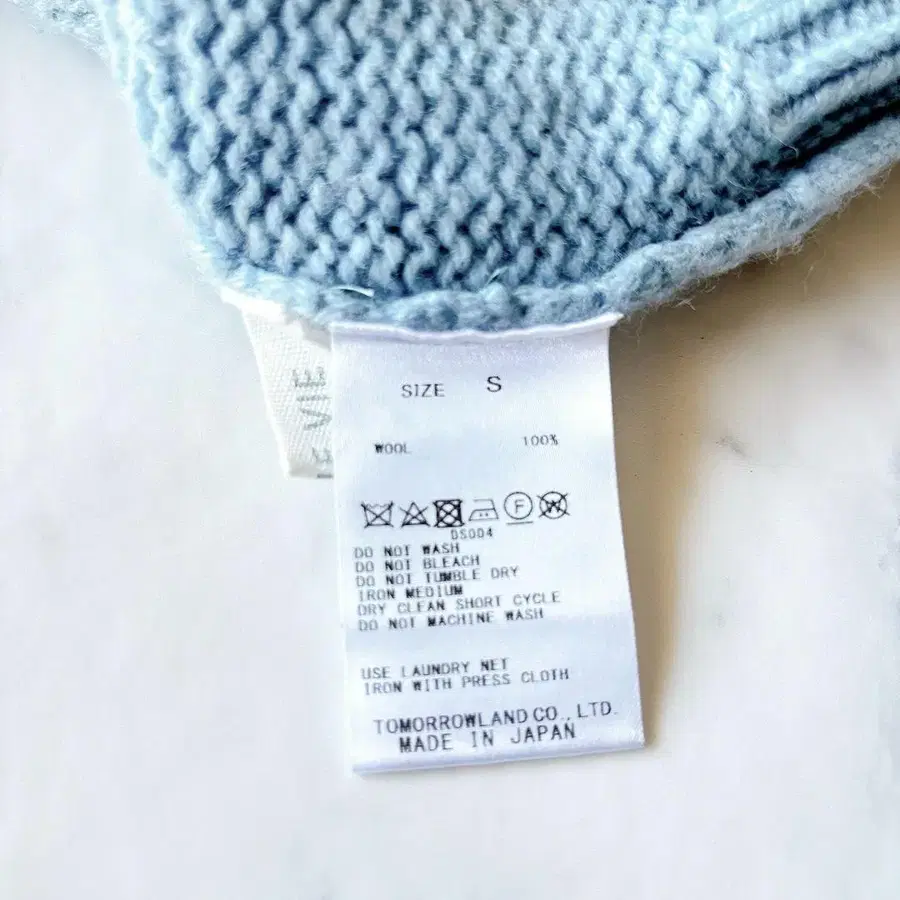 SIZE S
WOOL 100%
F W
DS004
DO NOT WASH
DO NOT BLEACH
DO NOT TUMBLE DRY
IRON MEDIUM
DRY CLEAN SHORT CYCLE
DO NOT MACHINE WASH
USE LAUNDRY NET
IRON WITH PRESS CLOTH
TOMORROWLAND CO., LTD.
MADE IN JAPAN